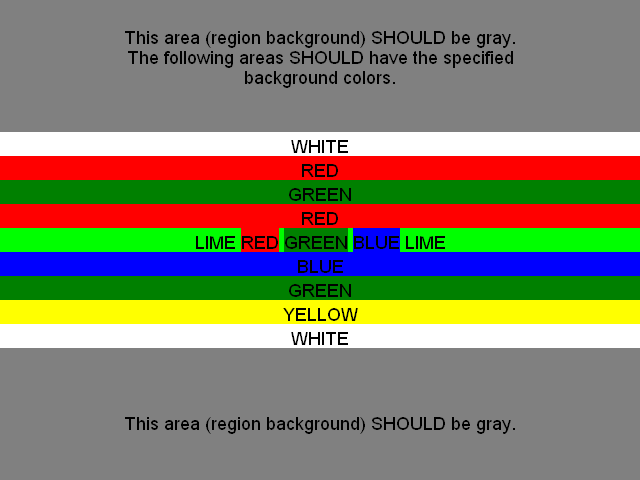 This area (region background) SHOULD be gray.
The following areas SHOULD have the specified
background colors.
WHITE
RED
GREEN
RED
LIME RED GREEN BLUE LIME
BLUE
GREEN
YELLOW
WHITE
This area (region background) SHOULD be gray.